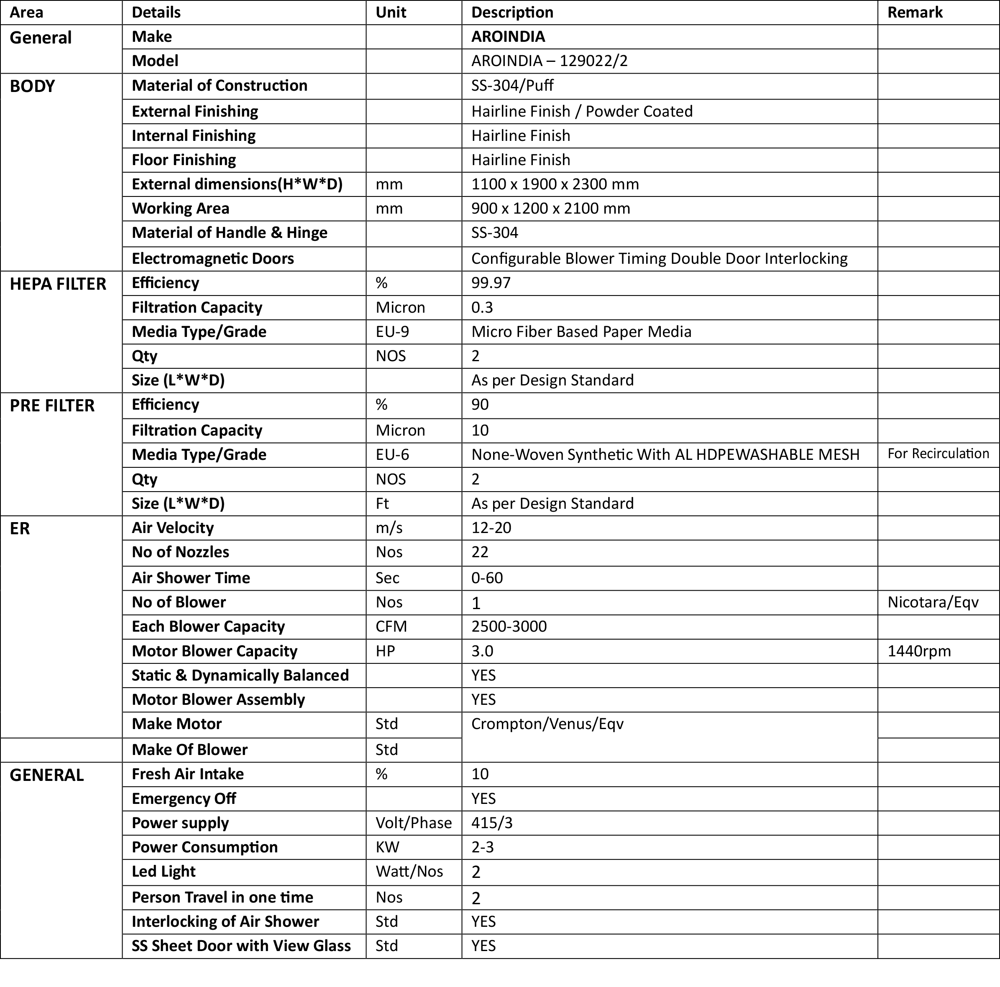 Area Details Unit Description Remark
General Make AROINDIA
Model AROINDIA – 129022/2
BODY Material of Construction SS-304/Puff
External Finishing Hairline Finish / Powder Coated
Internal Finishing Hairline Finish
Floor Finishing Hairline Finish
External dimensions(H*W*D) mm 1100 x 1900 x 2300 mm
Working Area mm 900 x 1200 x 2100 mm
Material of Handle & Hinge SS-304
Electromagnetic Doors Configurable Blower Timing Double Door Interlocking
HEPA FILTER Efficiency % 99.97
Filtration Capacity Micron 0.3
Media Type/Grade EU-9 Micro Fiber Based Paper Media
Qty NOS 2
Size (L*W*D) As per Design Standard
PRE FILTER Efficiency % 90
Filtration Capacity Micron 10
Media Type/Grade EU-6 None-Woven Synthetic With AL HDPEWASHABLE MESH For Recirculation
Qty NOS 2
Size (L*W*D) Ft As per Design Standard
ER Air Velocity m/s 12-20
No of Nozzles Nos 22
Air Shower Time Sec 0-60
No of Blower Nos 1 Nicotara/Eqv
Each Blower Capacity CFM 2500-3000
Motor Blower Capacity HP 3.0 1440rpm
Static & Dynamically Balanced YES
Motor Blower Assembly YES
Make Motor Std Crompton/Venus/Eqv
Make Of Blower Std
GENERAL Fresh Air Intake % 10
Emergency Off YES
Power supply Volt/Phase 415/3
Power Consumption KW 2-3
Led Light Watt/Nos 2
Person Travel in one time Nos 2
Interlocking of Air Shower Std YES
SS Sheet Door with View Glass Std YES